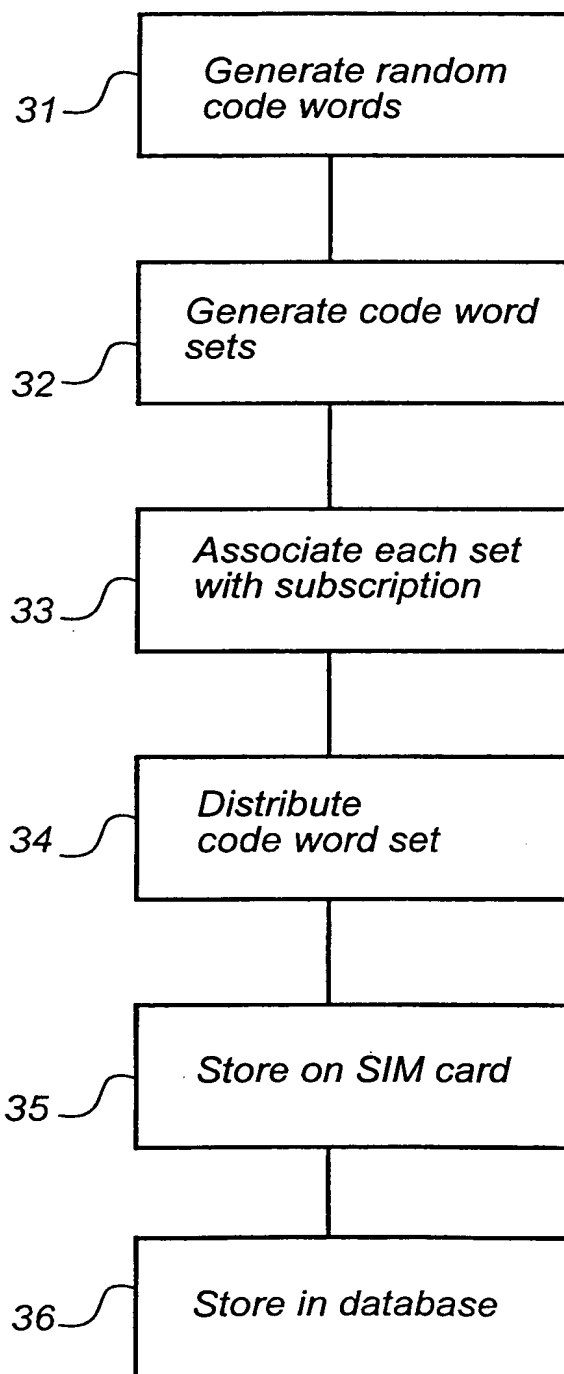 Generate random
code words
31
Generate code word
sets
32
Associate each set
with subscription
33
Distribute
code word set
34
Store on SIM card
35
Store in database
36